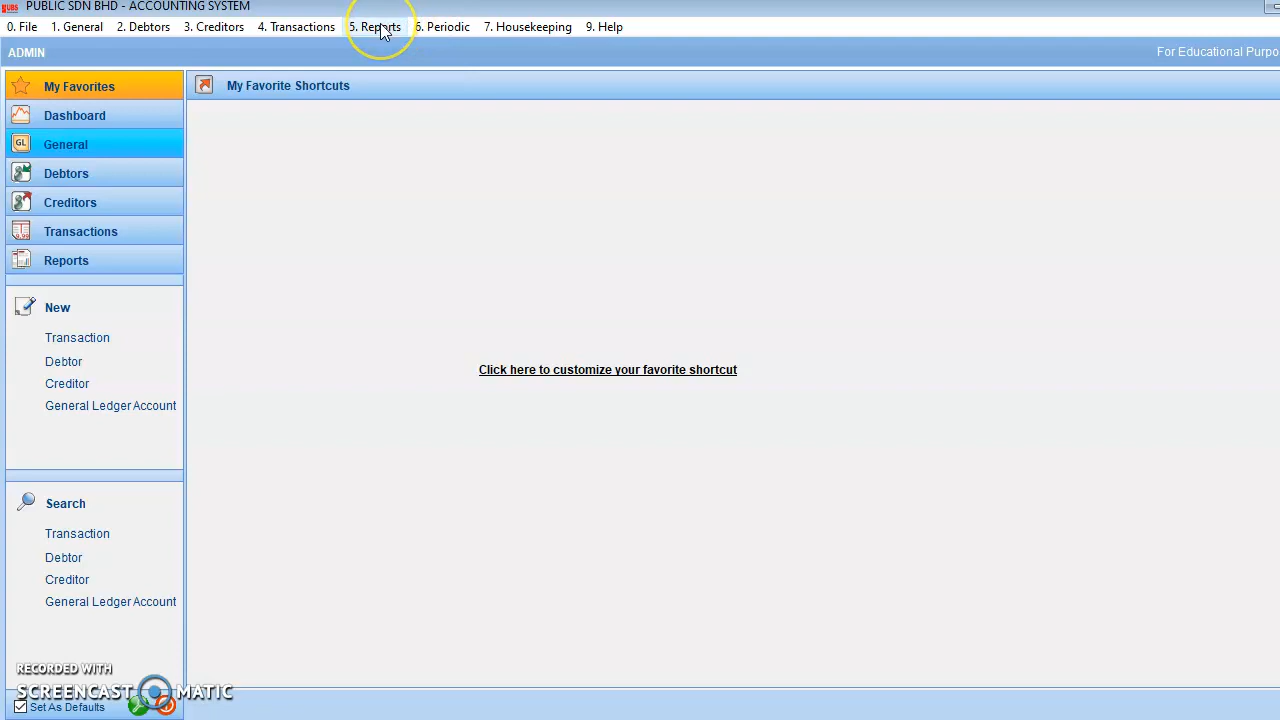 UBS PUBLIC SDN BHD - ACCOUNTING SYSTEM
0. File 1. General 2. Debtors 3. Creditors 4. Transactions 5. Reports 6. Periodic 7. Housekeeping 9. Help
ADMIN For Educational Purpo
My Favorites
My Favorite Shortcuts
Dashboard
GL General
Debtors
Creditors
Transactions
Reports
New
Transaction
Debtor
Creditor
General Ledger Account
Click here to customize your favorite shortcut
Search
Transaction
Debtor
Creditor
General Ledger Account
RECORDED WITH
SCREENCAST MATIC
Set As Defaults